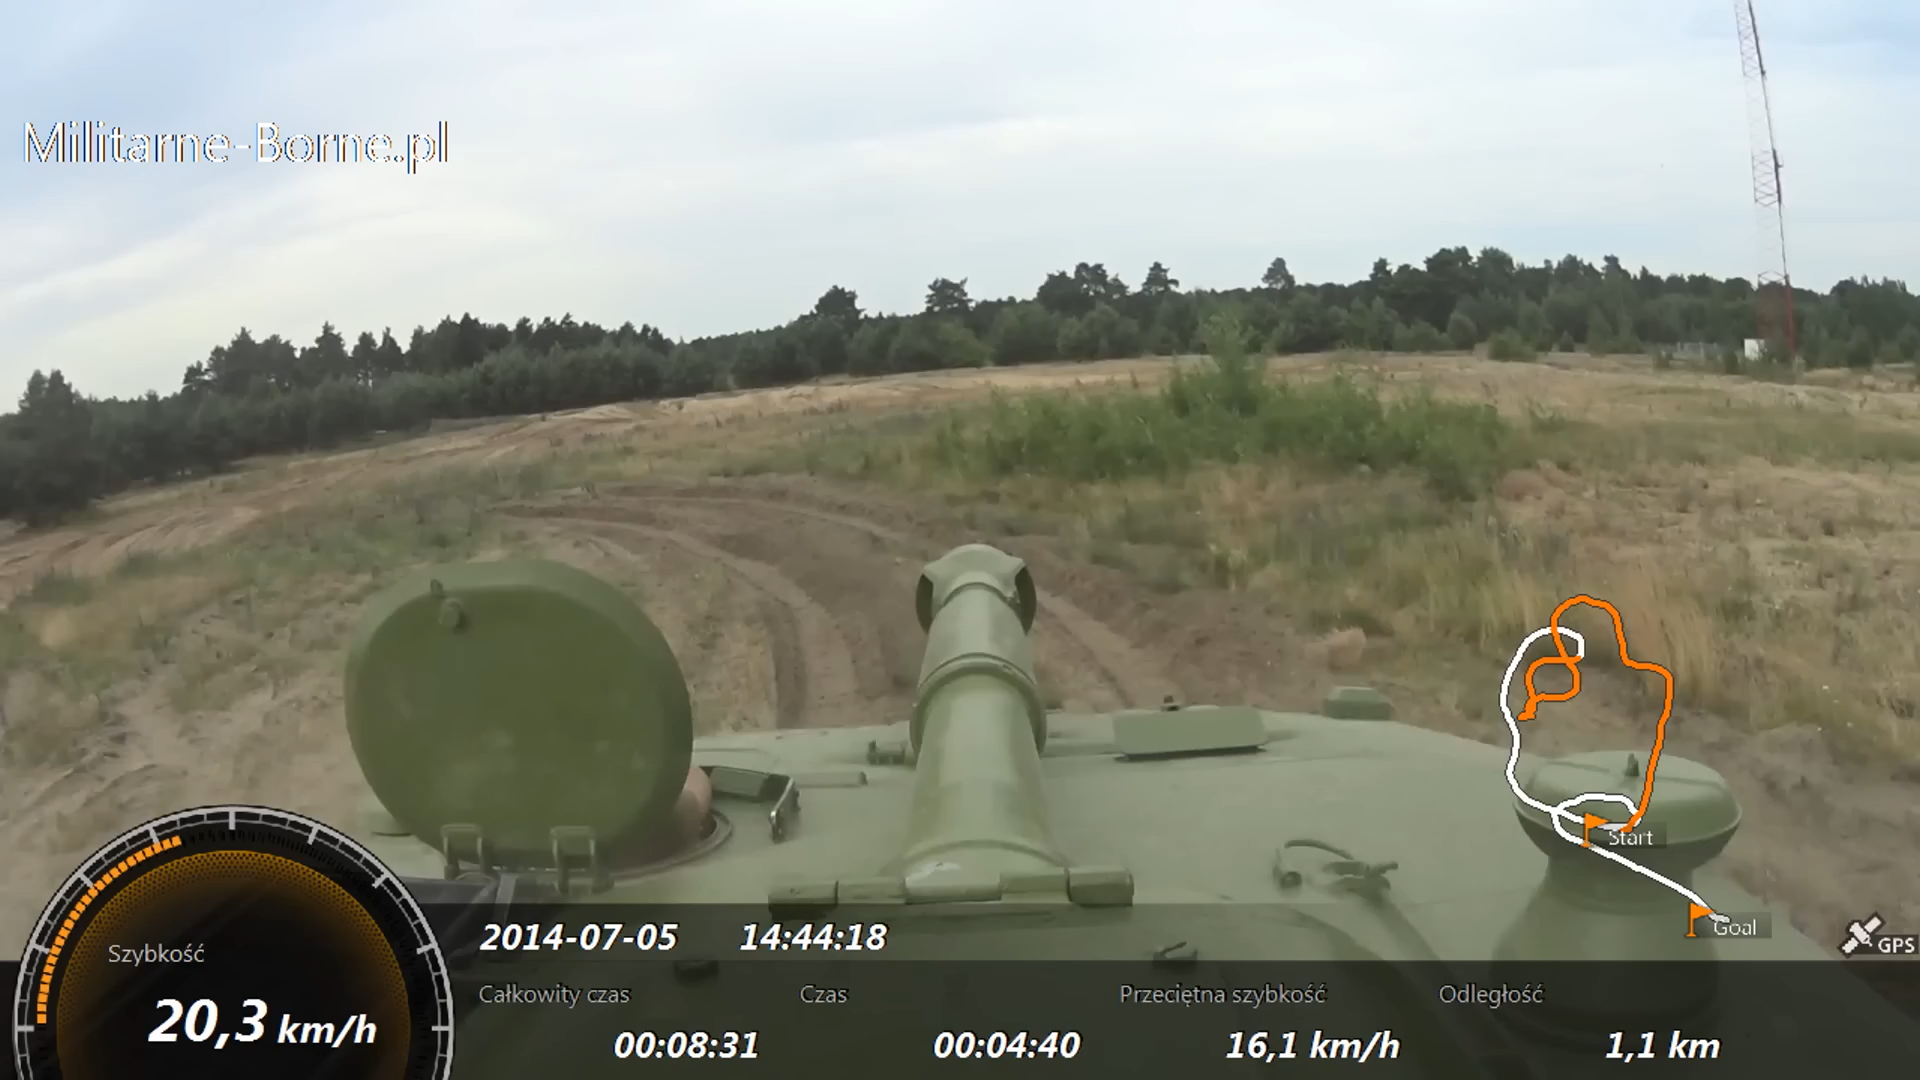 Militarne-Borne.pl
Start
Goal
GPS
2014-07-05 14:44:18
Szybkość
20,3 km/h
Całkowity czas Czas Przeciętna szybkość Odległość
00:08:31 00:04:40 16,1 km/h 1,1 km